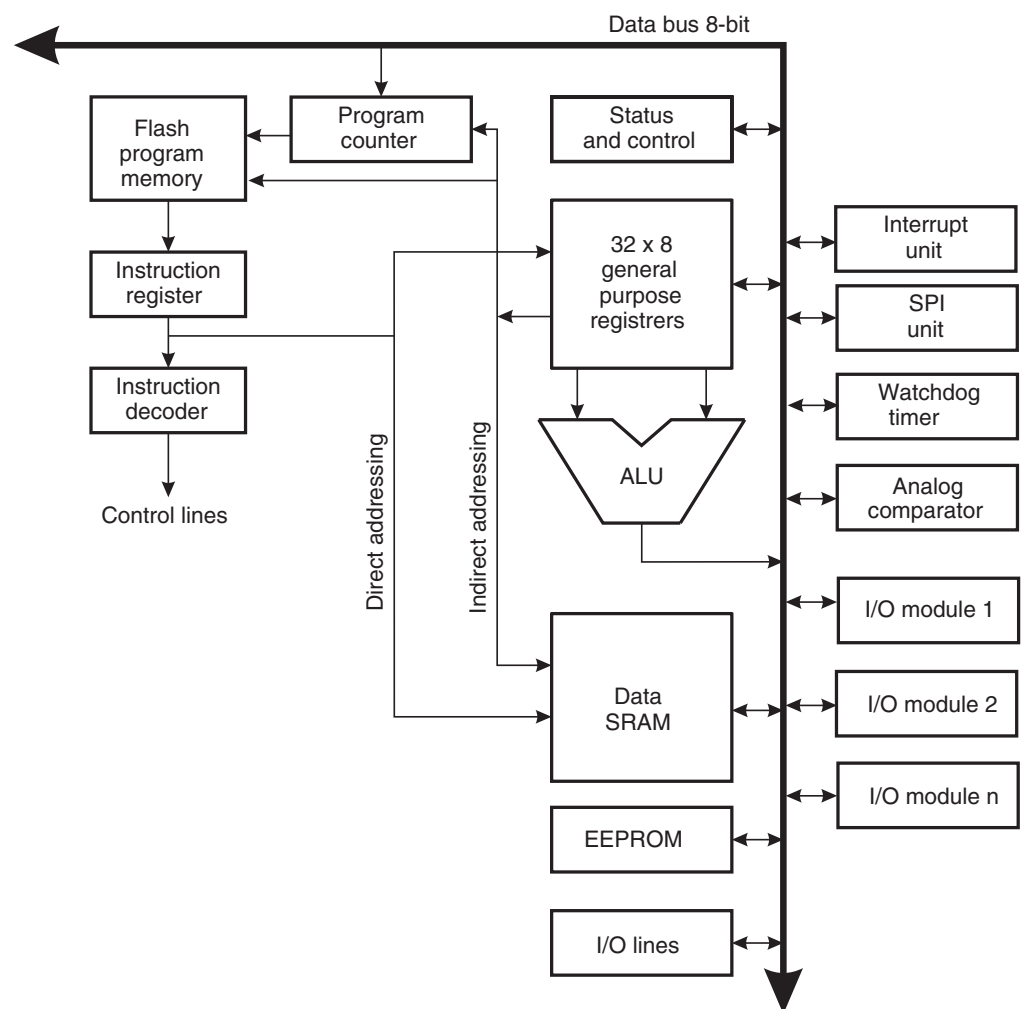 Data bus 8-bit
Flash
program
memory
Program
counter
Status
and control
Instruction
register
32 x 8
general
purpose
registrers
Interrupt
unit
SPI
unit
Instruction
decoder
Watchdog
timer
Control lines
Direct addressing
Indirect addressing
ALU
Analog
comparator
I/O module 1
Data
SRAM
I/O module 2
I/O module n
EEPROM
I/O lines